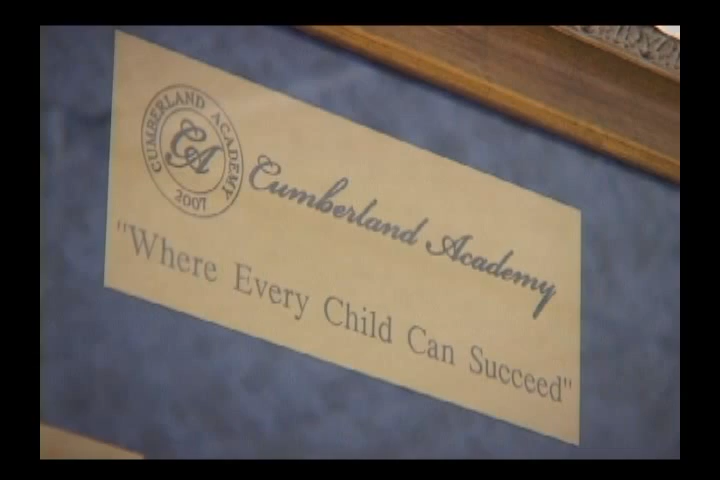 CUMBERLAND ACADEMY
CA
2007
Cumberland Academy
"Where Every Child Can Succeed"